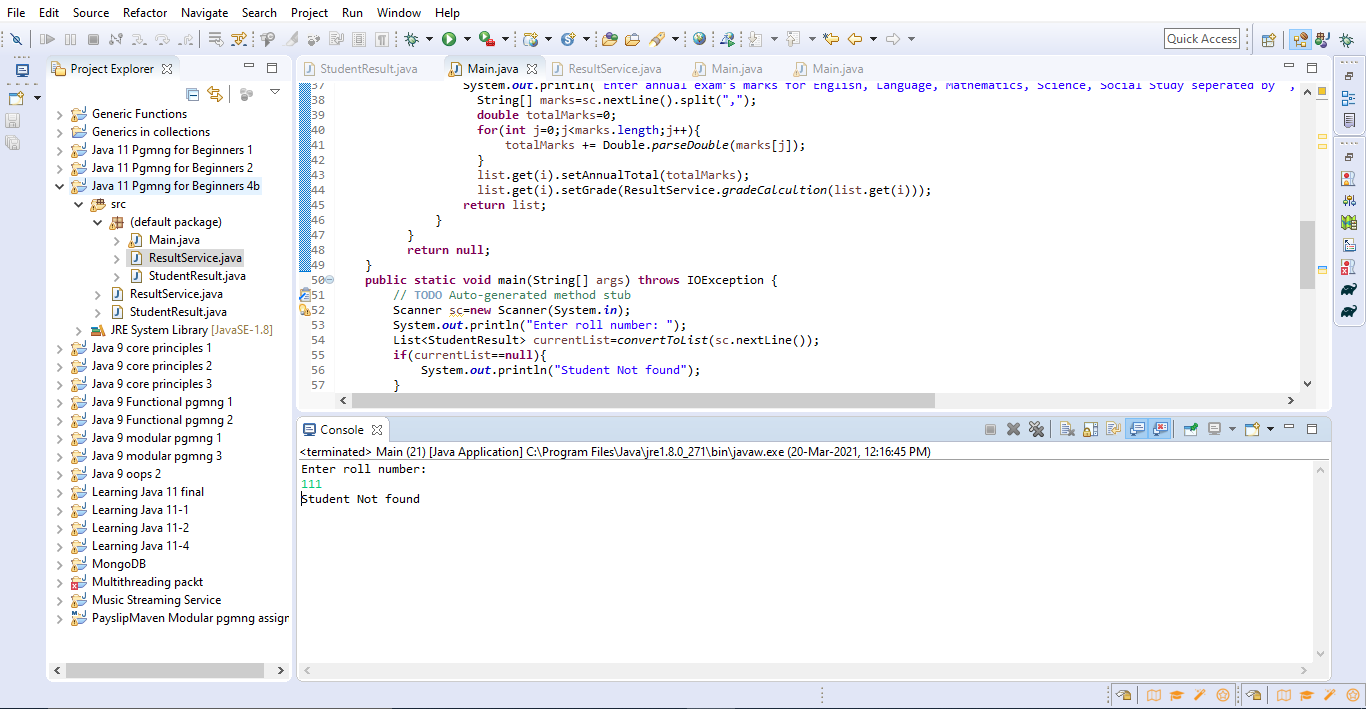 File Edit Source Refactor Navigate Search Project Run Window Help
Quick Access
Project Explorer
Generic Functions
Generics in collections
Java 11 Pgmng for Beginners 1
Java 11 Pgmng for Beginners 2
Java 11 Pgmng for Beginners 4b
src
(default package)
Main.java
ResultService.java
StudentResult.java
ResultService.java
StudentResult.java
JRE System Library [JavaSE-1.8]
Java 9 core principles 1
Java 9 core principles 2
Java 9 core principles 3
Java 9 Functional pgmng 1
Java 9 Functional pgmng 2
Java 9 modular pgmng 1
Java 9 modular pgmng 3
Java 9 oops 2
Learning Java 11 final
Learning Java 11-1
Learning Java 11-2
Learning Java 11-4
MongoDB
Multithreading packt
Music Streaming Service
PayslipMaven Modular pgmng assign
StudentResult.java Main.java ResultService.java Main.java Main.java
37 System.out.println( Enter annual exam's marks for English, Language, Mathematics, Science, Social Study seperated by ,
38 String[] marks=sc.nextLine().split(",");
39 double totalMarks=0;
40 for(int j=0;j<marks.length;j++){
41 totalMarks += Double.parseDouble(marks[j]);
42 }
43 list.get(i).setAnnualTotal(totalMarks);
44 list.get(i).setGrade(ResultService.gradeCalcultion(list.get(i)));
45 return list;
46 }
47 }
48 return null;
49 }
50 public static void main(String[] args) throws IOException {
51 // TODO Auto-generated method stub
52 Scanner sc=new Scanner(System.in);
53 System.out.println("Enter roll number: ");
54 List<StudentResult> currentList=convertToList(sc.nextLine());
55 if(currentList==null){
56 System.out.println("Student Not found");
57 }
Console
<terminated> Main (21) [Java Application] C:\Program Files\Java\jre1.8.0_271\bin\javaw.exe (20-Mar-2021, 12:16:45 PM)
Enter roll number:
111
Student Not found